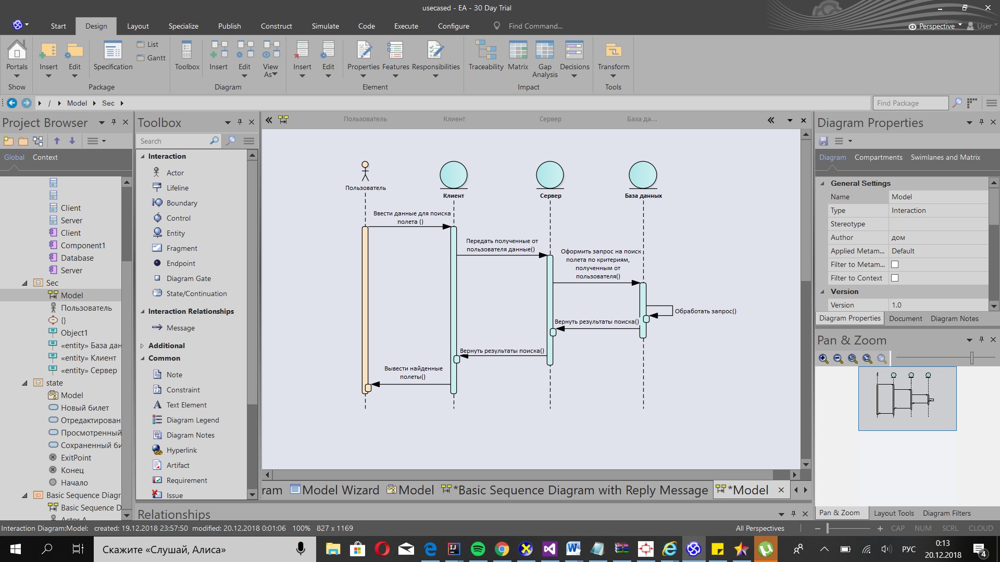 usecased - EA - 30 Day Trial
Start Design Layout Specialize Publish Construct Simulate Code Execute Configure Find Command... Perspective User
List
Gantt
Portals Insert Edit Specification Toolbox Insert Edit View As Insert Edit Properties Features Responsibilities Traceability Matrix Gap Analysis Decisions Transform
Show Package Diagram Element Impact Tools
/ Model Sec Find Package
Project Browser
Global Context
Client
Server
Client
Component1
Database
Server
Sec
Model
Пользователь
{}
Object1
«entity» База дан
«entity» Клиент
«entity» Сервер
state
Model
Новый билет
Отредактирован
Просмотренный
Сохраненный би
ExitPoint
Конец
Начало
Basic Sequence Diagr
Basic Sequence D
Actor A
Toolbox
Search
Interaction
Actor
Lifeline
Boundary
Control
Entity
Fragment
Endpoint
Diagram Gate
State/Continuation
Interaction Relationships
Message
Additional
Common
Note
Constraint
Text Element
Diagram Legend
Diagram Notes
Hyperlink
Artifact
Requirement
Issue
Пользователь Клиент Сервер База да...
Пользователь
Клиент
Сервер
База данных
Ввести данные для поиска
полета ()
Передать полученные от
пользователя данные()
Оформить запрос на поиск
полета по критериям,
полученным от
пользователя()
Обработать запрос()
Вернуть результаты поиска()
Вернуть результаты поиска()
Вывести найденные
полеты()
ram Model Wizard Model *Basic Sequence Diagram with Reply Message *Model
Relationships
Diagram Properties
Diagram Compartments Swimlanes and Matrix
General Settings
Name Model
Type Interaction
Stereotype
Author дом
Applied Metam... Default
Filter to Metam...
Filter to Context
Version
Version 1.0
Diagram Properties Document Diagram Notes
Pan & Zoom
Pan & Zoom Layout Tools Diagram Filters
Interaction Diagram:Model: created: 19.12.2018 23:57:50 modified: 20.12.2018 0:01:06 100% 827 x 1169 All Perspectives CAP NUM SCRL CLOUD
Скажите «Слушай, Алиса»
РУС
0:13
20.12.2018
4